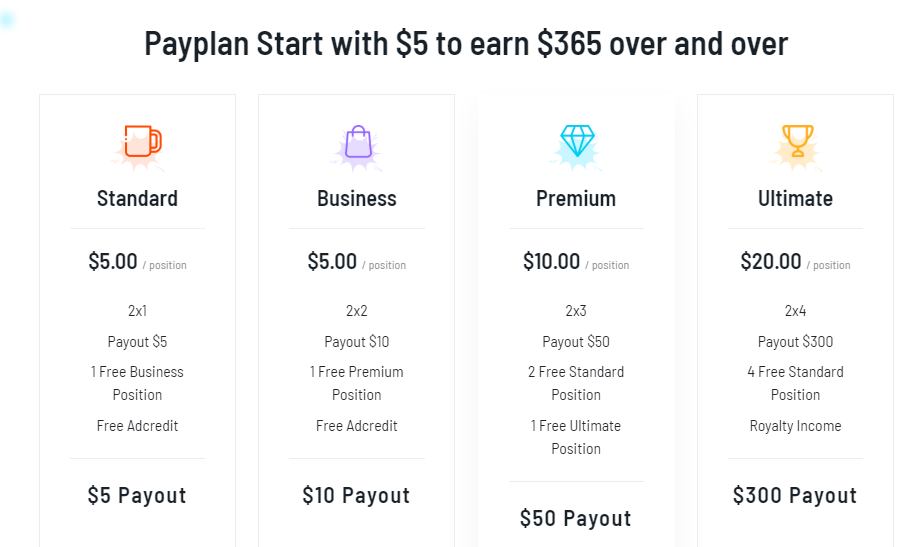 Payplan Start with $5 to earn $365 over and over
Standard
$5.00 / position
2x1
Payout $5
1 Free Business
Position
Free Adcredit
$5 Payout
Business
$5.00 / position
2x2
Payout $10
1 Free Premium
Position
Free Adcredit
$10 Payout
Premium
$10.00 / position
2x3
Payout $50
2 Free Standard
Position
1 Free Ultimate
Position
$50 Payout
Ultimate
$20.00 / position
2x4
Payout $300
4 Free Standard
Position
Royalty Income
$300 Payout